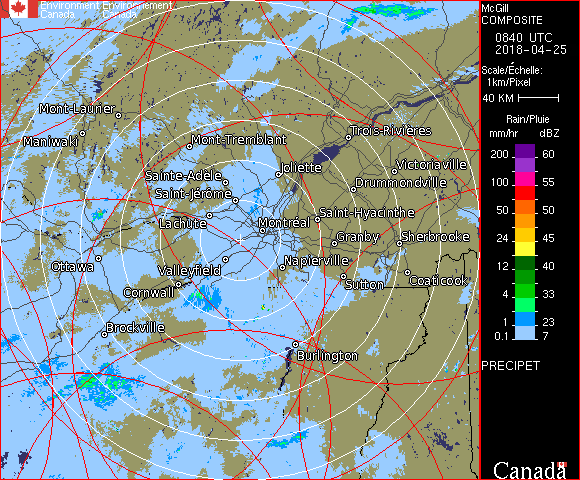 Environment Environnement
Canada Canada
McGill
COMPOSITE
0840 UTC
2018-04-25
Scale/Échelle:
1km/Pixel
40 KM
Rain/Pluie
mm/hr dBZ
200 60
100 55
50 50
24 45
12 40
4 33
1 23
0.1 7
PRECIPET
Canada
Mont-Laurier
Maniwaki
Mont-Tremblant
Trois-Rivières
Sainte-Adèle
Joliette
Victoriaville
Saint-Jérôme
Drummondville
Lachute
Montréal
Saint-Hyacinthe
Granby
Sherbrooke
Ottawa
Valleyfield
Napierville
Cornwall
Sutton
Coaticook
Brockville
Burlington